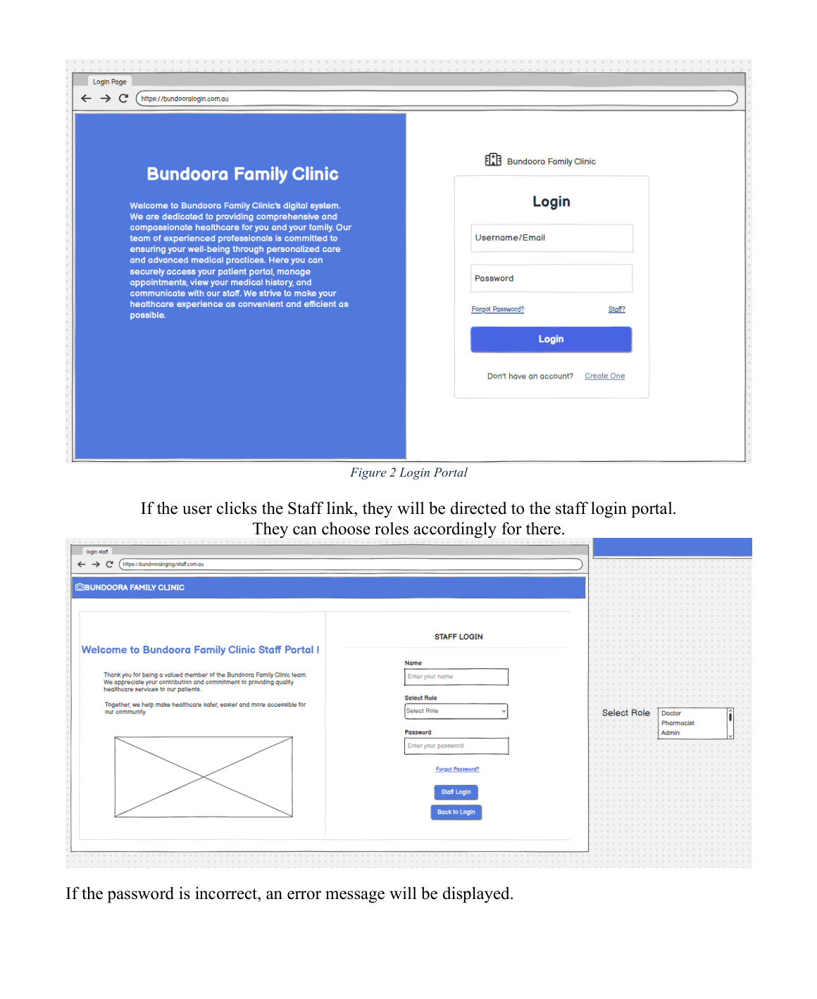 Login Page
https://bundooralogin.com.au
Bundoora Family Clinic
Welcome to Bundoora Family Clinic's digital system.
We are dedicated to providing comprehensive and
compassionate healthcare for you and your family. Our
team of experienced professionals is committed to
ensuring your well-being through personalized care
and advanced medical practices. Here you can
securely access your patient portal, manage
appointments, view your medical history, and
communicate with our staff. We strive to make your
healthcare experience as convenient and efficient as
possible.
Bundoora Family Clinic
Login
Username/Email
Password
Forgot Password? Staff?
Login
Don't have an account? Create One
Figure 2 Login Portal
If the user clicks the Staff link, they will be directed to the staff login portal.
They can choose roles accordingly for there.
login staff
https://bundooraloging/staff.com.au
BUNDOORA FAMILY CLINIC
Welcome to Bundoora Family Clinic Staff Portal !
Thank you for being a valued member of the Bundoora Family Clinic team.
We appreciate your contribution and commitment to providing quality
healthcare services to our patients.
Together, we help make healthcare safer, easier and more accessible for
our community.
STAFF LOGIN
Name
Enter your name
Select Role
Select Role
Password
Enter your password
Forgot Password?
Staff Login
Back to Login
Select Role
Doctor
Pharmacist
Admin
If the password is incorrect, an error message will be displayed.